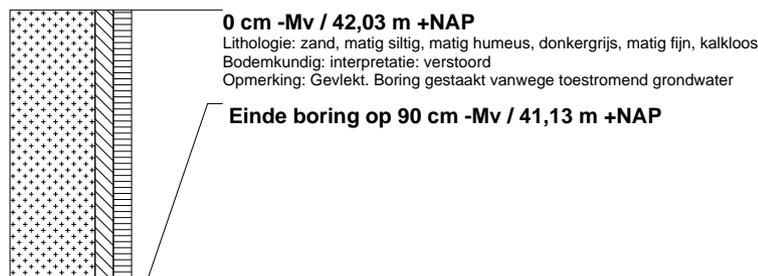 0 cm -Mv / 42,03 m +NAP
Lithologie: zand, matig siltig, matig humeus, donkergrijs, matig fijn, kalkloos
Bodemkundig: interpretatie: verstoord
Opmerking: Gevlekt. Boring gestaakt vanwege toestromend grondwater
Einde boring op 90 cm -Mv / 41,13 m +NAP